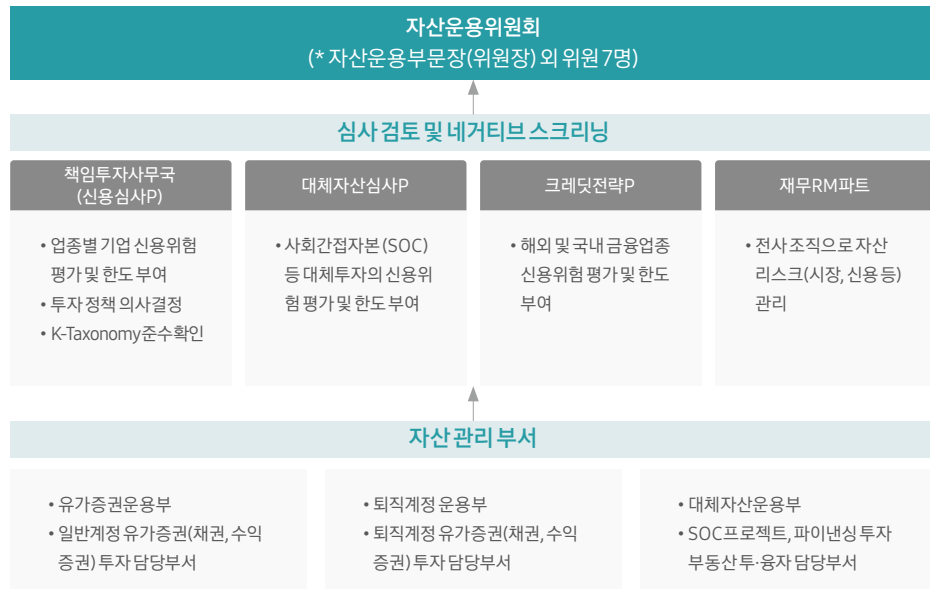 자산운용위원회
(* 자산운용부문장(위원장) 외 위원 7명)
심사 검토 및 네거티브 스크리닝
책임투자사무국
(신용심사P)
• 업종별 기업 신용위험
평가 및 한도 부여
• 투자 정책 의사결정
• K-Taxonomy준수확인
대체자산심사P
• 사회간접자본(SOC)
등 대체투자의 신용위
험 평가 및 한도 부여
크레딧전략P
• 해외 및 국내 금융업종
신용위험 평가 및 한도
부여
재무RM파트
• 전사 조직으로 자산
리스크(시장, 신용 등)
관리
자산 관리 부서
• 유가증권운용부
• 일반계정 유가증권(채권, 수익
증권) 투자 담당부서
• 퇴직계정 운용부
• 퇴직계정 유가증권(채권, 수익
증권) 투자 담당부서
• 대체자산운용부
• SOC프로젝트, 파이낸싱 투자
부동산 투·융자 담당부서